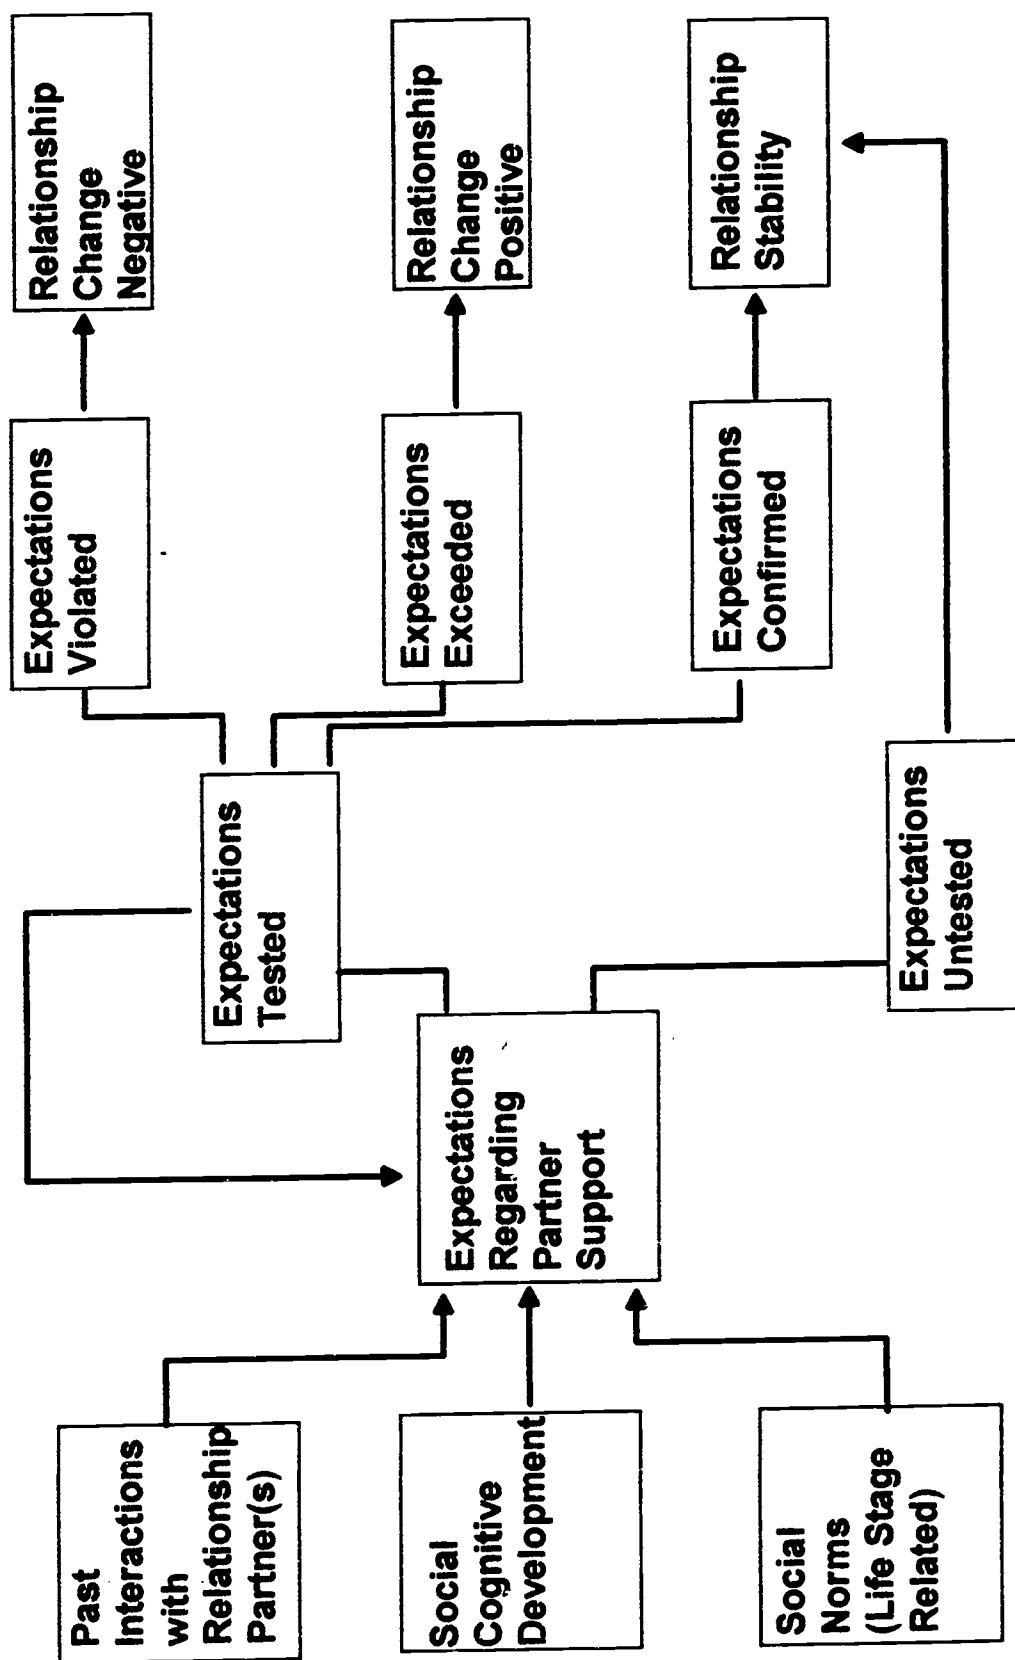 Past
Interactions
with
Relationship
Partner(s)
Social
Cognitive
Development
Social
Norms
(Life Stage
Related)
Expectations
Regarding
Partner
Support
Expectations
Tested
Expectations
Untested
Expectations
Violated
Expectations
Exceeded
Expectations
Confirmed
Relationship
Change
Negative
Relationship
Change
Positive
Relationship
Stability